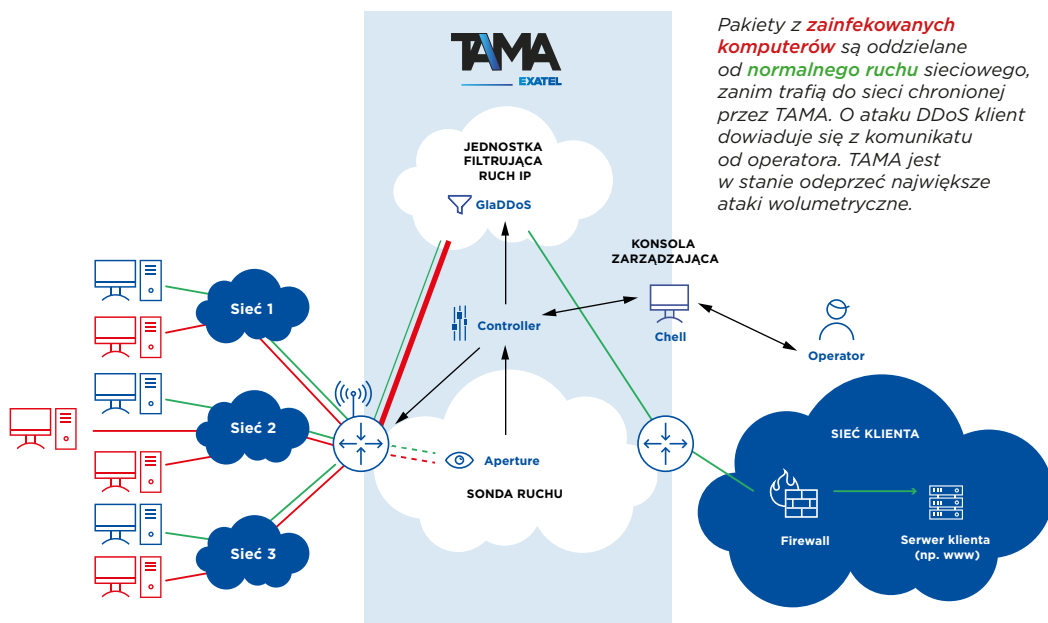 TAMA
EXATEL
Pakiety z zainfekowanych
komputerów są oddzielane
od normalnego ruchu sieciowego,
zanim trafią do sieci chronionej
przez TAMA. O ataku DDoS klient
dowiaduje się z komunikatu
od operatora. TAMA jest
w stanie odeprzeć największe
ataki wolumetryczne.
JEDNOSTKA
FILTRUJĄCA
RUCH IP
GlaDDoS
KONSOLA
ZARZĄDZAJĄCA
Sieć 1
Controller
Chell
Operator
Sieć 2
Aperture
SONDA RUCHU
SIEĆ KLIENTA
Sieć 3
Firewall
Serwer klienta
(np. www)